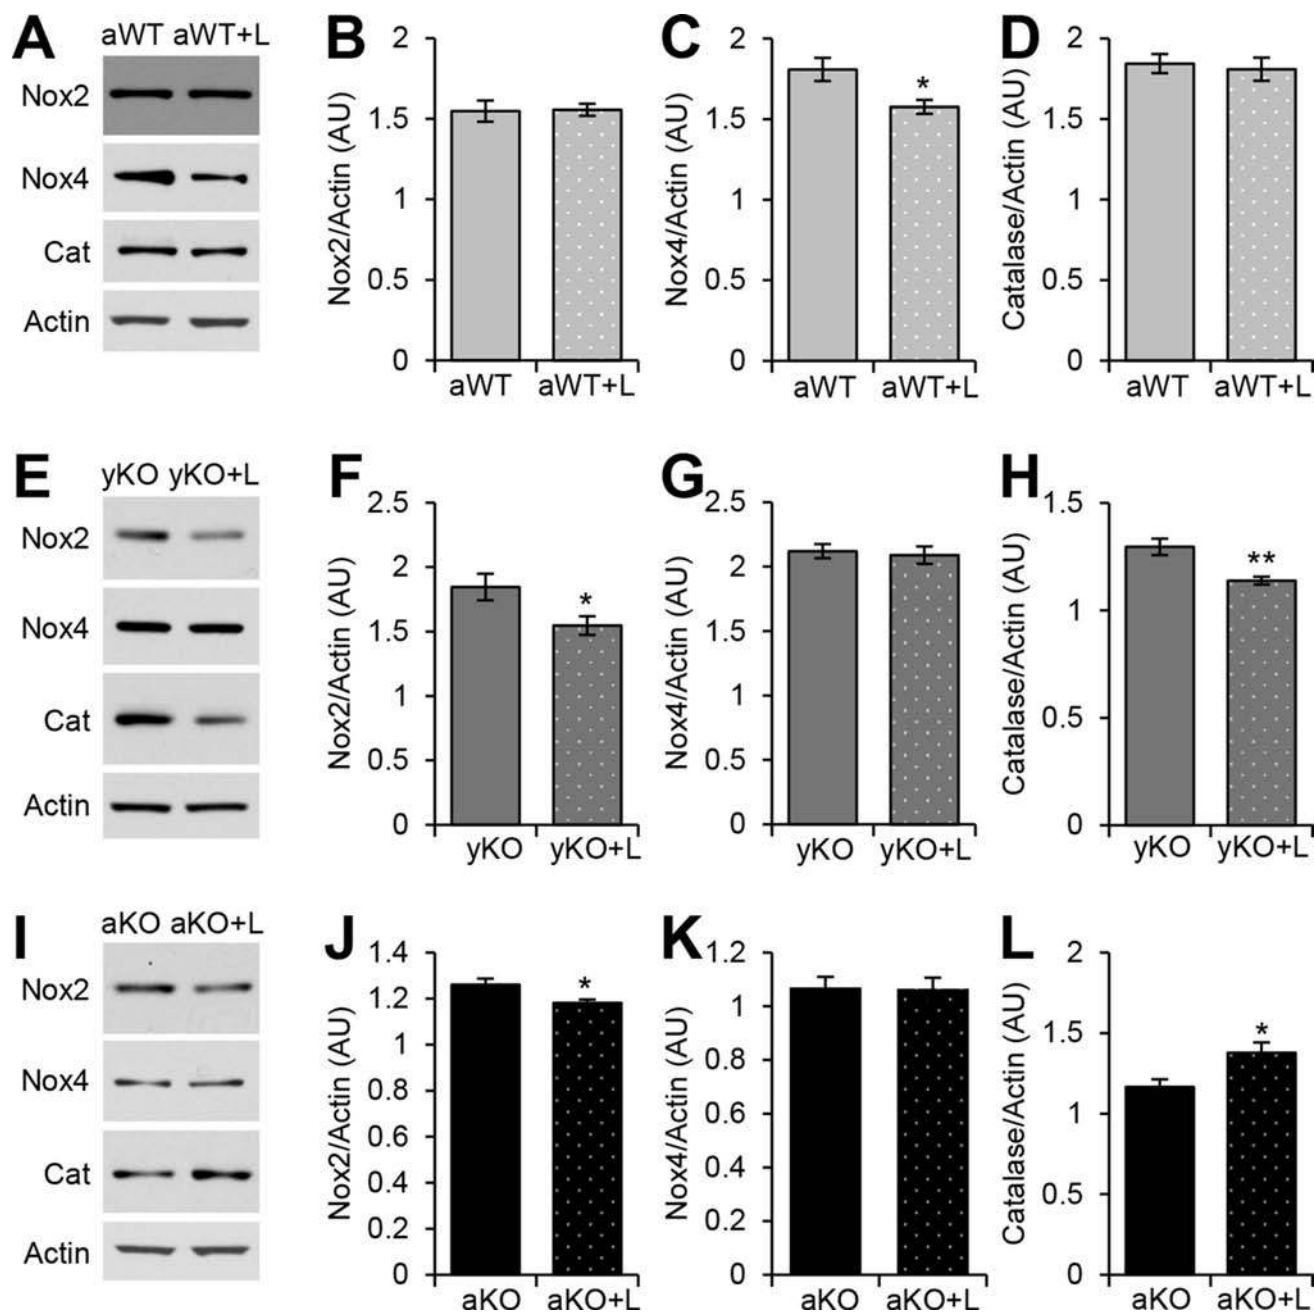 A
aWT aWT+L
Nox2
Nox4
Cat
Actin
B
Nox2/Actin (AU)
2
1.5
1
0.5
0
aWT aWT+L
C
Nox4/Actin (AU)
2
1.5
1
0.5
0
*
aWT aWT+L
D
Catalase/Actin (AU)
2
1.5
1
0.5
0
aWT aWT+L
E
yKO yKO+L
Nox2
Nox4
Cat
Actin
F
Nox2/Actin (AU)
2.5
2
1.5
1
0.5
0
*
yKO yKO+L
G
Nox4/Actin (AU)
2.5
2
1.5
1
0.5
0
yKO yKO+L
H
Catalase/Actin (AU)
1.5
1
0.5
0
**
yKO yKO+L
I
aKO aKO+L
Nox2
Nox4
Cat
Actin
J
Nox2/Actin (AU)
1.4
1.2
1
0.8
0.6
0.4
0.2
0
*
aKO aKO+L
K
Nox4/Actin (AU)
1.2
1
0.8
0.6
0.4
0.2
0
aKO aKO+L
L
Catalase/Actin (AU)
2
1.5
1
0.5
0
*
aKO aKO+L